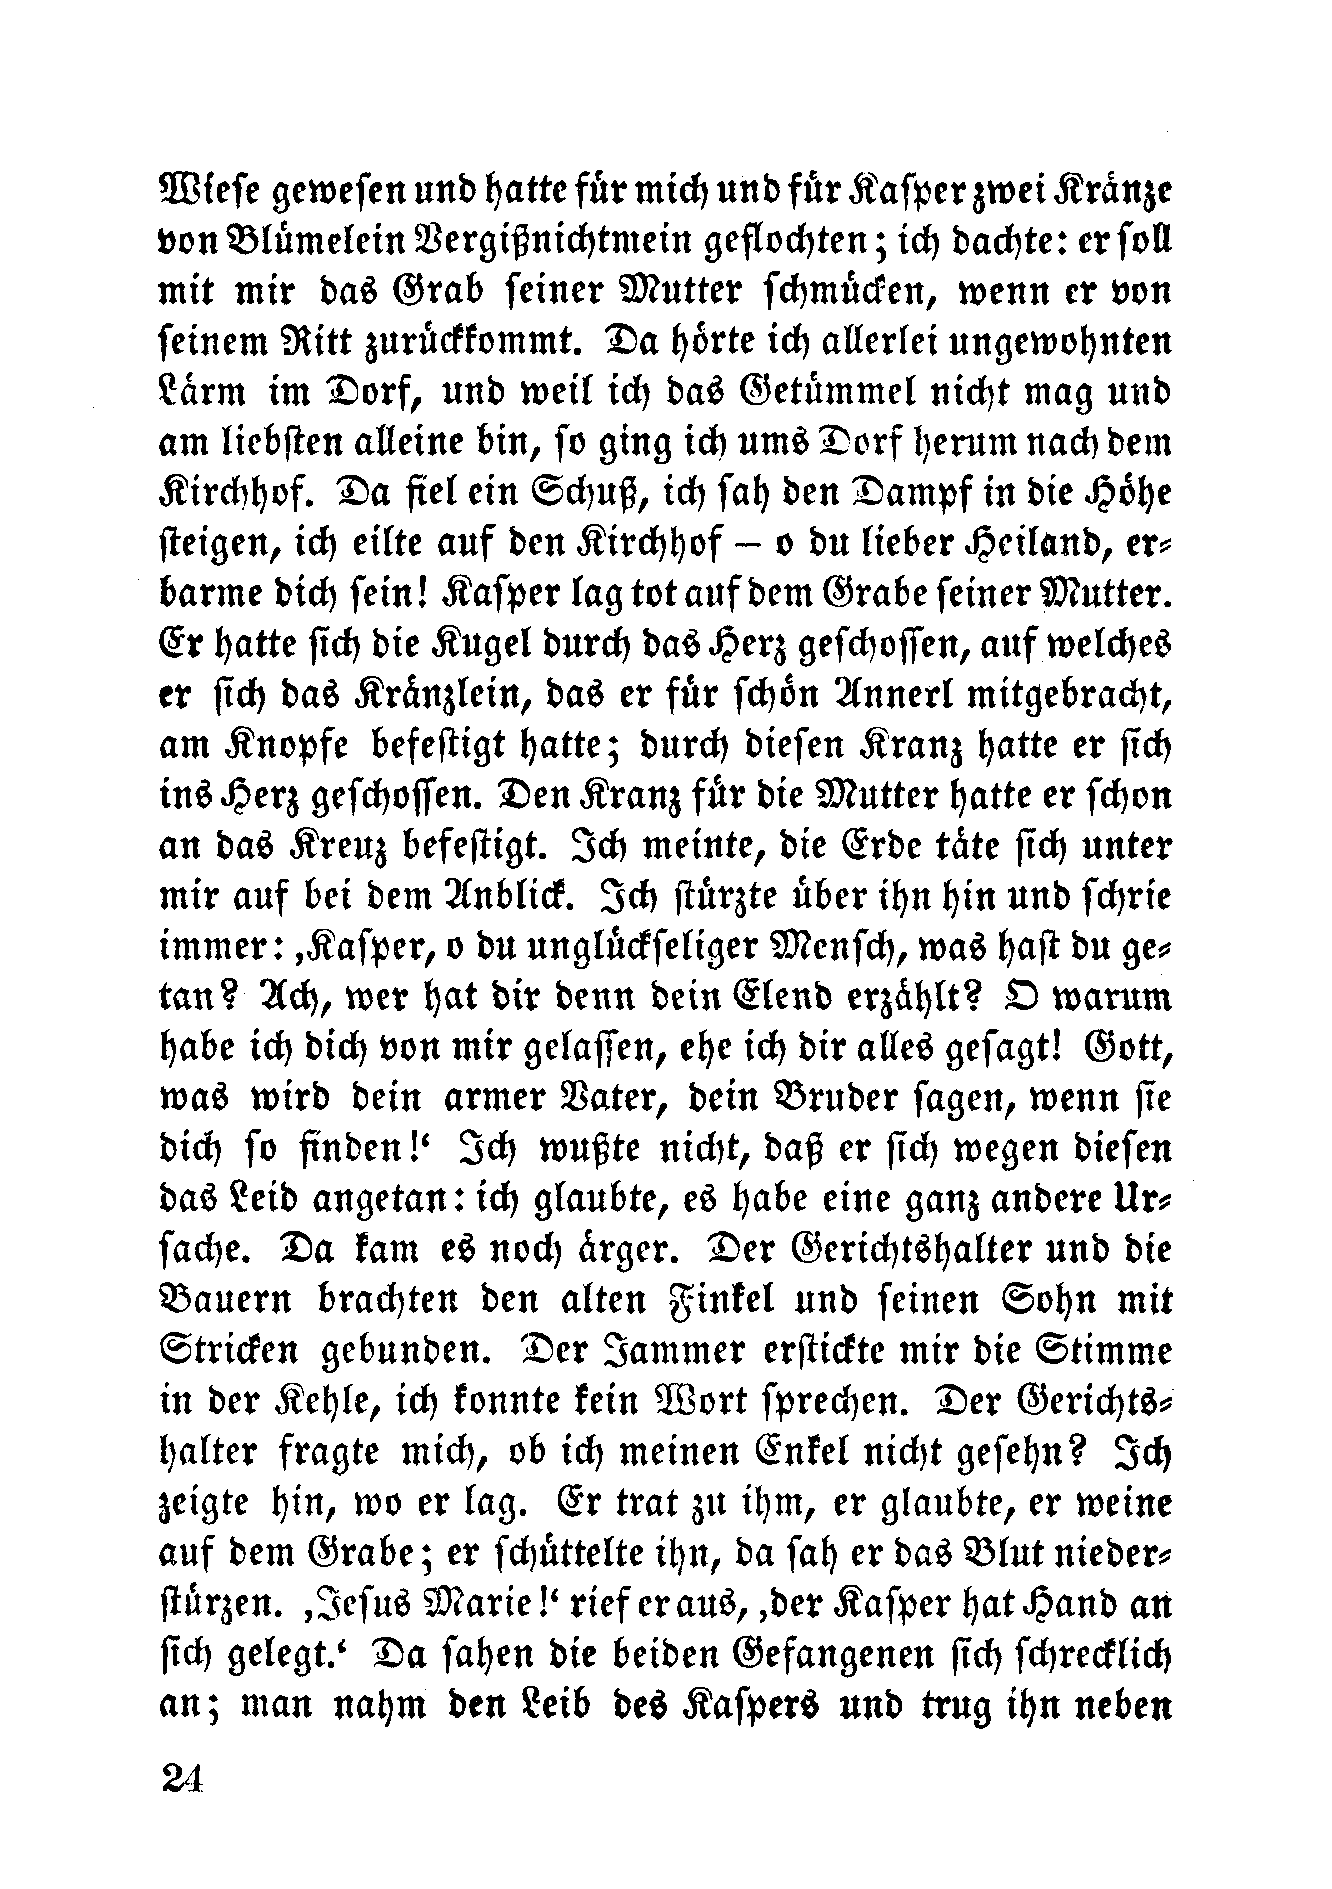 Wiese gewesen und hatte für mich und für Kasper zwei Kränze
von Blümelein Vergißnichtmein geflochten; ich dachte: er soll
mit mir das Grab seiner Mutter schmücken, wenn er von
seinem Ritt zurückkommt. Da hörte ich allerlei ungewohnten
Lärm im Dorf, und weil ich das Getümmel nicht mag und
am liebsten alleine bin, so ging ich ums Dorf herum nach dem
Kirchhof. Da fiel ein Schuß, ich sah den Dampf in die Höhe
steigen, ich eilte auf den Kirchhof – o du lieber Heiland, er-
barme dich sein! Kasper lag tot auf dem Grabe seiner Mutter.
Er hatte sich die Kugel durch das Herz geschossen, auf welches
er sich das Kränzlein, das er für schön Annerl mitgebracht,
am Knopfe befestigt hatte; durch diesen Kranz hatte er sich
ins Herz geschossen. Den Kranz für die Mutter hatte er schon
an das Kreuz befestigt. Ich meinte, die Erde täte sich unter
mir auf bei dem Anblick. Ich stürzte über ihn hin und schrie
immer: ‚Kasper, o du unglückseliger Mensch, was hast du ge-
tan? Ach, wer hat dir denn dein Elend erzählt? O warum
habe ich dich von mir gelassen, ehe ich dir alles gesagt! Gott,
was wird dein armer Vater, dein Bruder sagen, wenn sie
dich so finden!‘ Ich wußte nicht, daß er sich wegen diesen
das Leid angetan: ich glaubte, es habe eine ganz andere Ur-
sache. Da kam es noch ärger. Der Gerichtshalter und die
Bauern brachten den alten Finkel und seinen Sohn mit
Stricken gebunden. Der Jammer erstickte mir die Stimme
in der Kehle, ich konnte kein Wort sprechen. Der Gerichts-
halter fragte mich, ob ich meinen Enkel nicht gesehn? Ich
zeigte hin, wo er lag. Er trat zu ihm, er glaubte, er weine
auf dem Grabe; er schüttelte ihn, da sah er das Blut nieder-
stürzen. ‚Jesus Marie!‘ rief er aus, ‚der Kasper hat Hand an
sich gelegt.‘ Da sahen die beiden Gefangenen sich schrecklich
an; man nahm den Leib des Kaspers und trug ihn neben
24